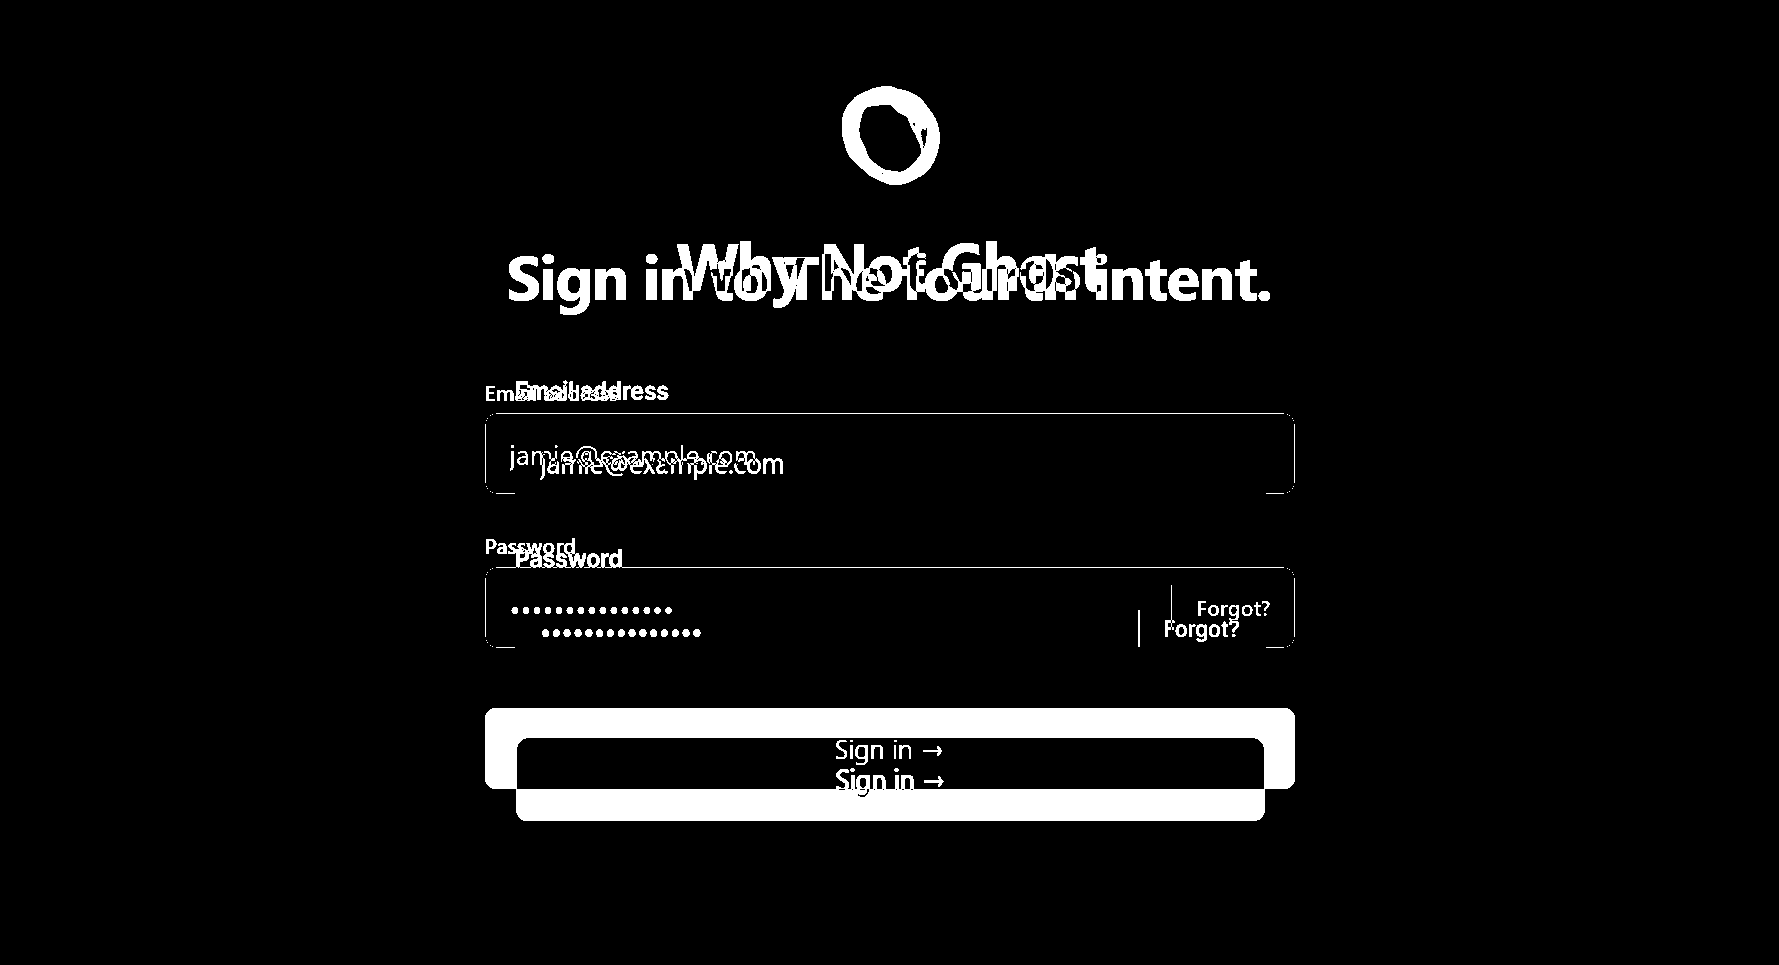 Why Not Ghost
Sign in to The fourth intent.
Email address
Email address
jamie@example.com
jamie@example.com
Password
Password
Forgot?
Forgot?
Sign in →
Sign in →